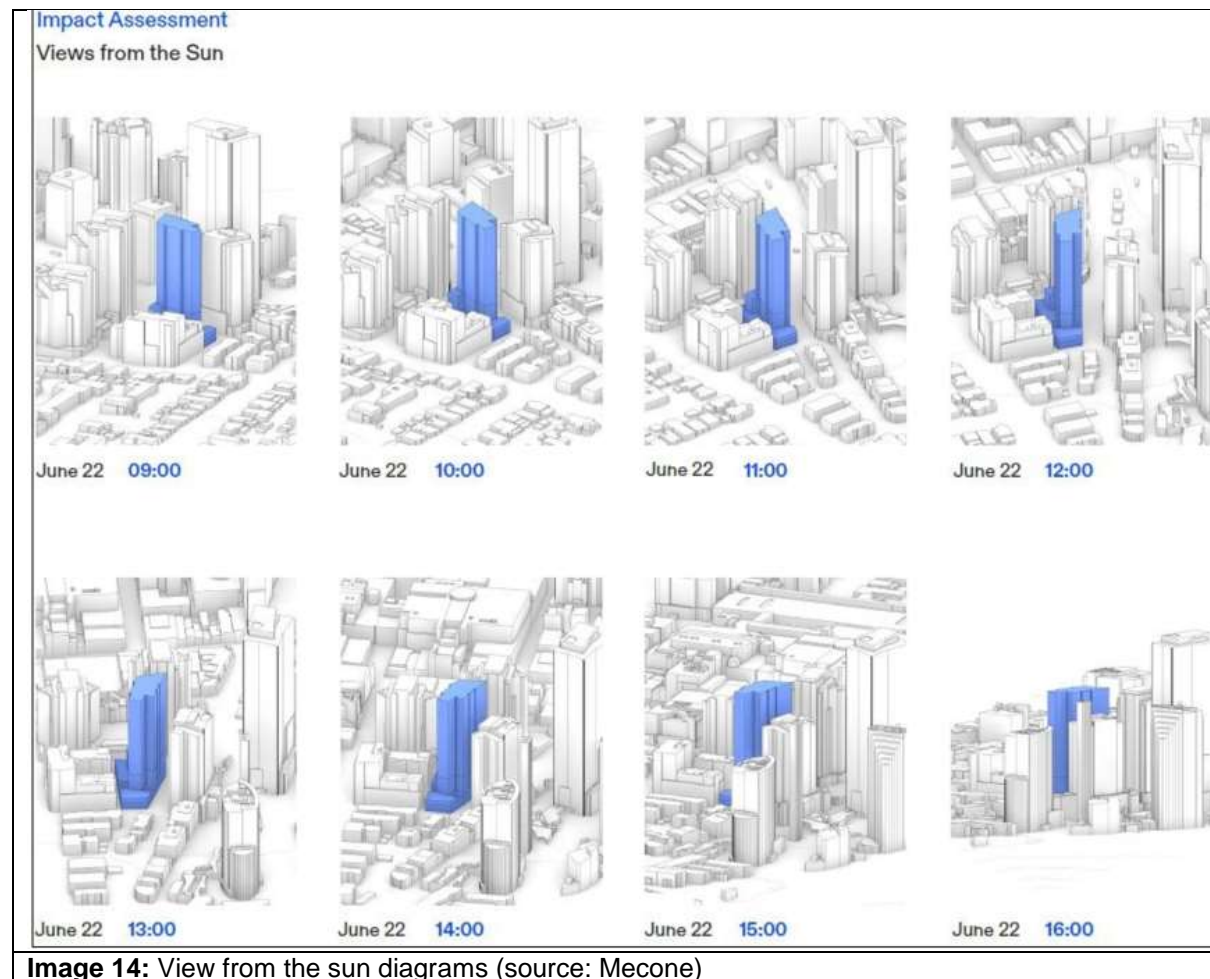 Impact Assessment
Views from the Sun
June 22 09:00
June 22 10:00
June 22 11:00
June 22 12:00
June 22 13:00
June 22 14:00
June 22 15:00
June 22 16:00
Image 14: View from the sun diagrams (source: Mecone)